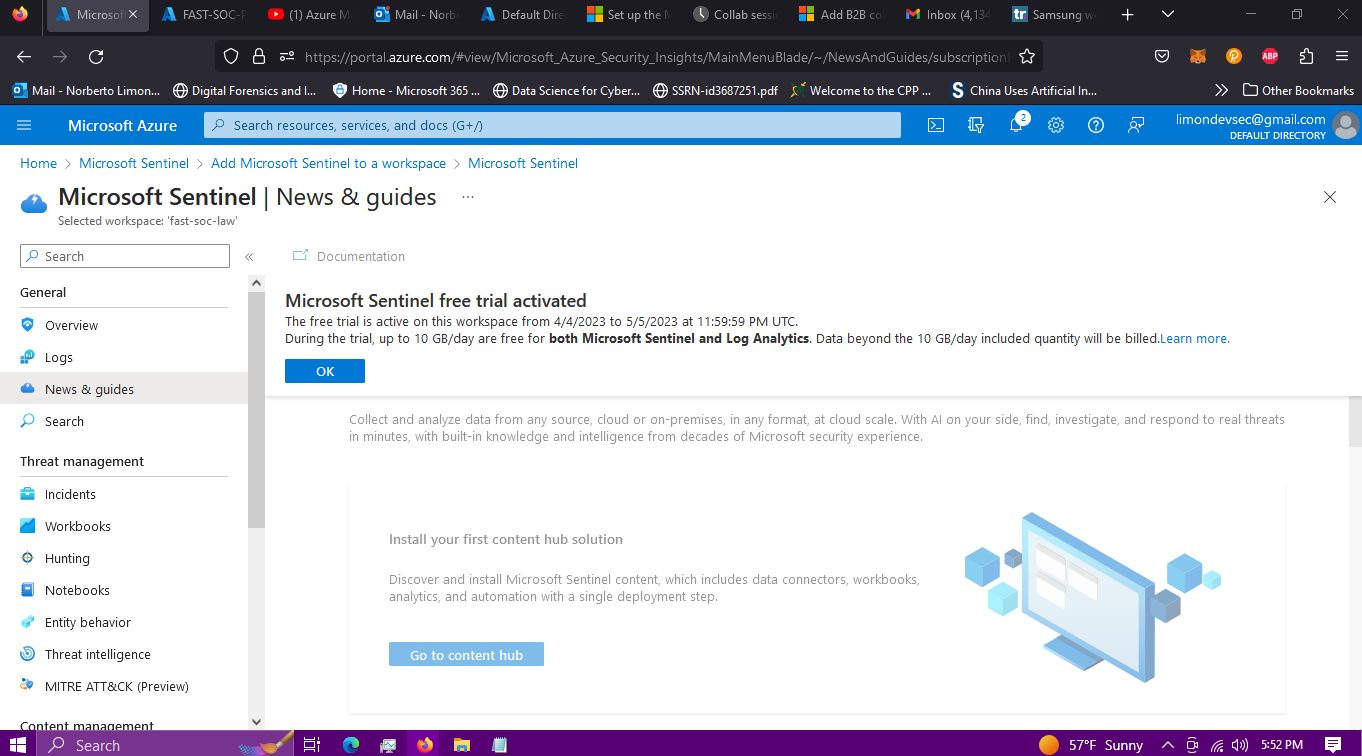 Microsof
FAST-SOC-P
(1) Azure M
Mail - Norb
Default Dire
Set up the M
Collab sessi
Add B2B co
Inbox (4,134
Samsung w
https://portal.azure.com/#view/Microsoft_Azure_Security_Insights/MainMenuBlade/~/NewsAndGuides/subscription
ABP
Mail - Norberto Limon...
Digital Forensics and I...
Home - Microsoft 365 ...
Data Science for Cyber...
SSRN-id3687251.pdf
Welcome to the CPP ...
China Uses Artificial In...
Other Bookmarks
Microsoft Azure
Search resources, services, and docs (G+/)
2
limondevsec@gmail.com
DEFAULT DIRECTORY
Home > Microsoft Sentinel > Add Microsoft Sentinel to a workspace > Microsoft Sentinel
Microsoft Sentinel | News & guides ...
Selected workspace: 'fast-soc-law'
Search
«
Documentation
General
Overview
Logs
News & guides
Search
Threat management
Incidents
Workbooks
Hunting
Notebooks
Entity behavior
Threat intelligence
MITRE ATT&CK (Preview)
Content management
Microsoft Sentinel free trial activated
The free trial is active on this workspace from 4/4/2023 to 5/5/2023 at 11:59:59 PM UTC.
During the trial, up to 10 GB/day are free for both Microsoft Sentinel and Log Analytics. Data beyond the 10 GB/day included quantity will be billed.Learn more.
OK
Collect and analyze data from any source, cloud or on-premises, in any format, at cloud scale. With AI on your side, find, investigate, and respond to real threats
in minutes, with built-in knowledge and intelligence from decades of Microsoft security experience.
Install your first content hub solution
Discover and install Microsoft Sentinel content, which includes data connectors, workbooks,
analytics, and automation with a single deployment step.
Go to content hub
Search
57°F Sunny
5:52 PM